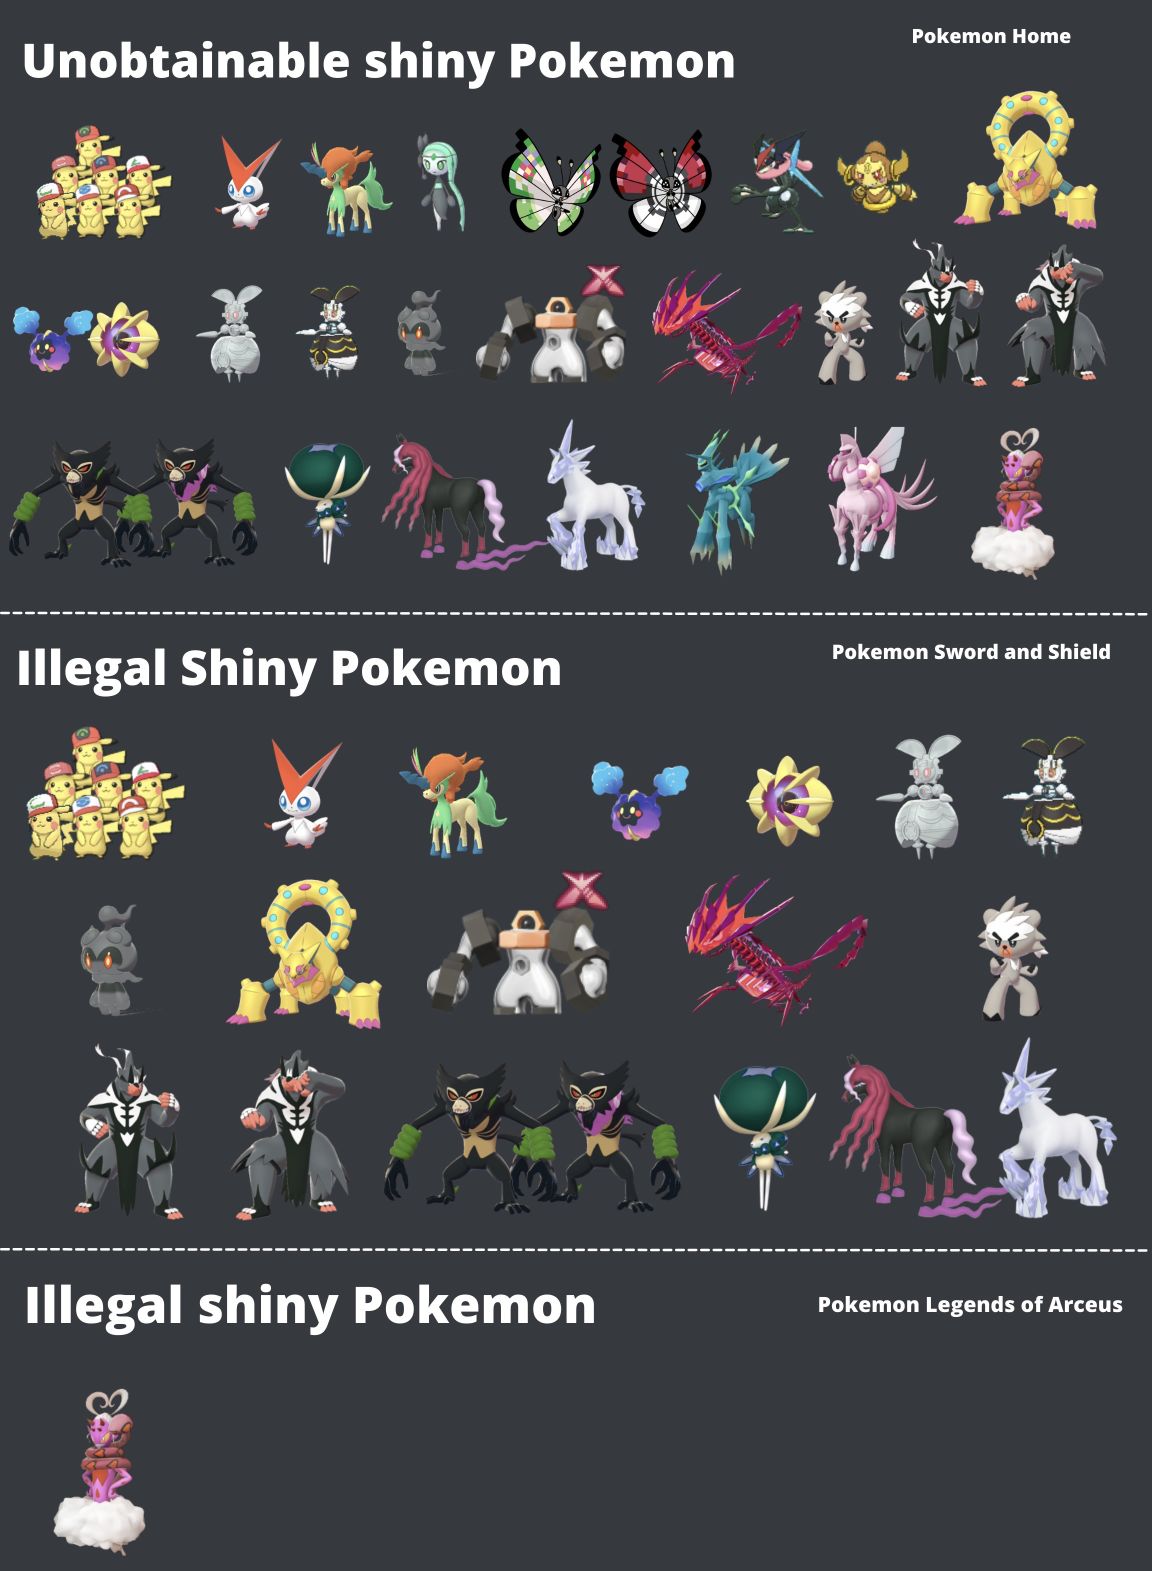 Pokemon Home
Unobtainable shiny Pokemon
Illegal Shiny Pokemon
Pokemon Sword and Shield
Illegal shiny Pokemon
Pokemon Legends of Arceus